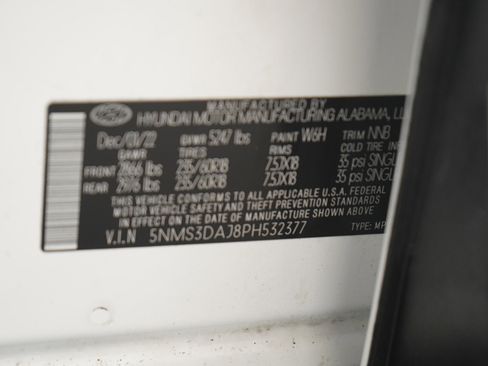 MANUFACTURED BY
HYUNDAI MOTOR MANUFACTURING ALABAMA, LL
Dec/01/22 GVWR 5247 lbs PAINT W6H TRIM NNB
GAWR TIRES RIMS COLD TIRE IN
FRONT lbs 235/60R18 7.5JX18 35 psi SINGL
REAR lbs 235/60R18 7.5JX18 35 psi SINGL
THIS VEHICLE CONFORMS TO ALL APPLICABLE U.S.A. FEDERAL
MOTOR VEHICLE SAFETY, BUMPER, AND
THEFT PREVENTION STANDARDS IN EFFECT ON THE
DATE OF MANUFACTURE SHOWN ABOVE.
V.I.N 5NMS3DAJ8PH532377 TYPE: MP